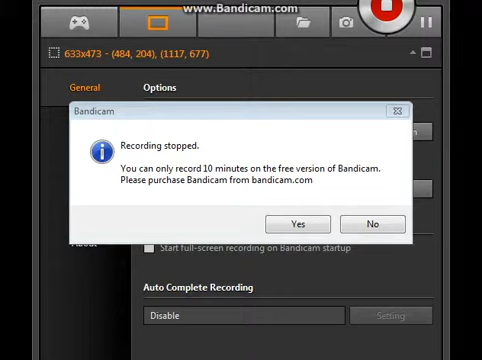 www.Bandicam.com
633x473 - (484, 204), (1117, 677)
General
Options
Bandicam
Recording stopped.
You can only record 10 minutes on the free version of Bandicam.
Please purchase Bandicam from bandicam.com
Yes
No
About
Start full-screen recording on Bandicam startup
Auto Complete Recording
Disable
Setting